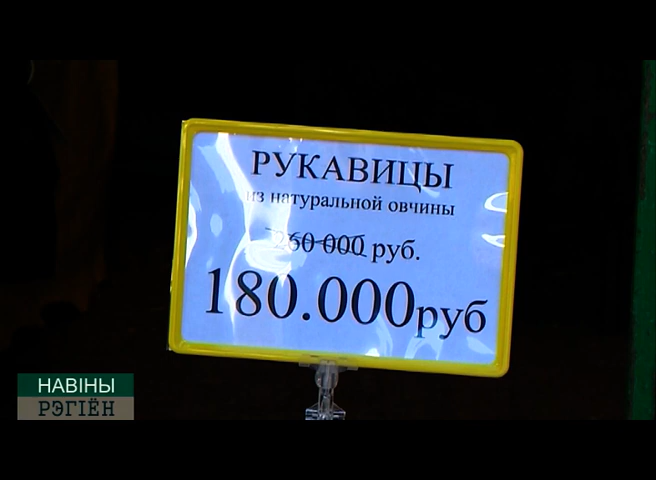 РУКАВИЦЫ
из натуральной овчины
260 000 руб.
180.000руб
НАВІНЫ
РЭГІЁН